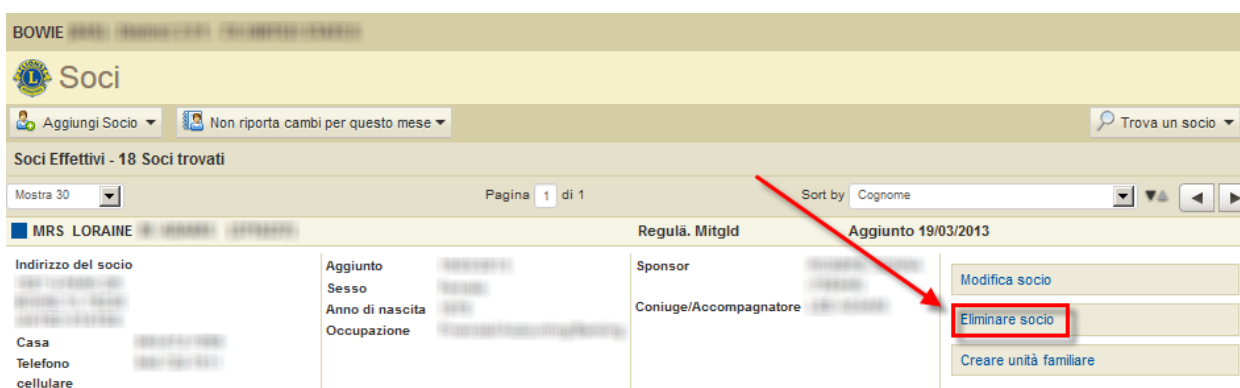 BOWIE
Soci
Aggiungi Socio Non riporta cambi per questo mese Trova un socio
Soci Effettivi - 18 Soci trovati
Mostra 30 Pagina 1 di 1 Sort by Cognome
MRS LORAINE Regulä. Mitgld Aggiunto 19/03/2013
Indirizzo del socio
Casa
Telefono
cellulare
Aggiunto
Sesso
Anno di nascita
Occupazione
Sponsor
Coniuge/Accompagnatore
Modifica socio
Eliminare socio
Creare unità familiare